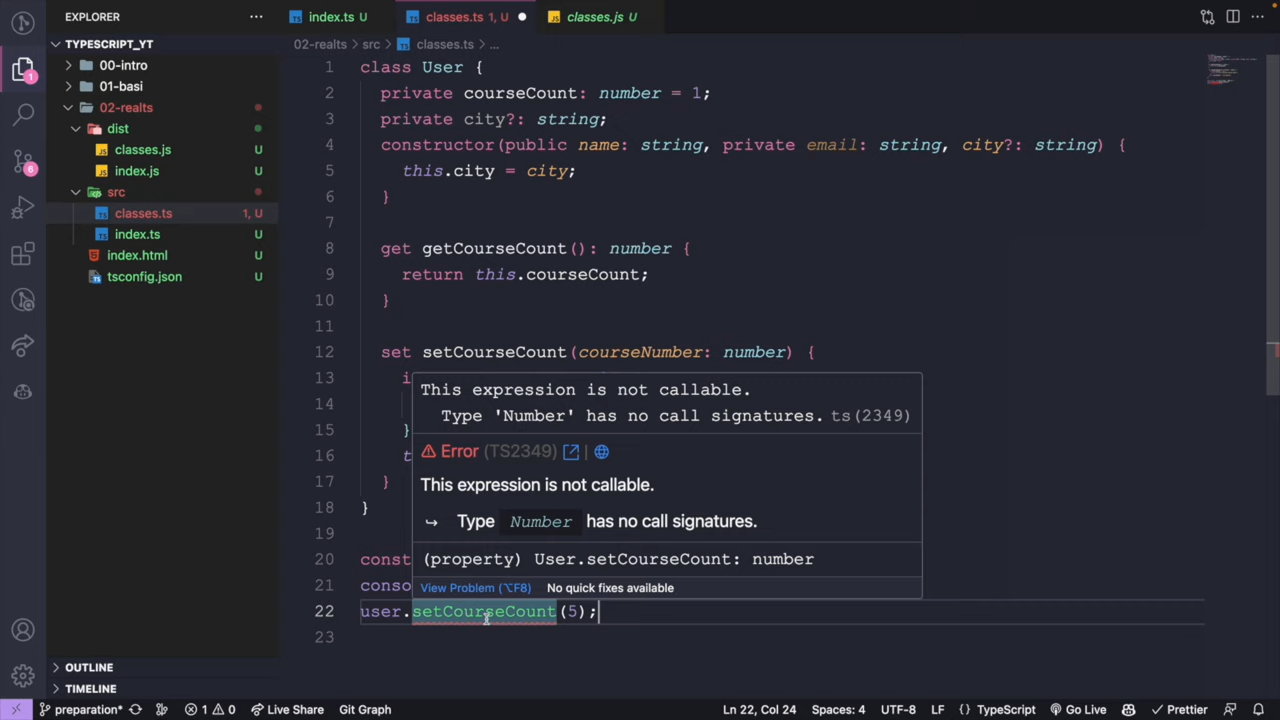 EXPLORER
index.ts U
classes.ts 1, U
classes.js U
TYPESCRIPT_YT
02-realts
src
classes.ts
...
00-intro
01-basi
02-realts
dist
classes.js U
index.js U
src
classes.ts 1, U
index.ts U
index.html U
tsconfig.json U
OUTLINE
TIMELINE
1 class User {
2 private courseCount: number = 1;
3 private city?: string;
4 constructor(public name: string, private email: string, city?: string) {
5 this.city = city;
6 }
7
8 get getCourseCount(): number {
9 return this.courseCount;
10 }
11
12 set setCourseCount(courseNumber: number) {
13 i
14
15 }
16 t
17 }
18 }
19
20 const
21 conso
22 user.setCourseCount(5);
23
This expression is not callable.
Type 'Number' has no call signatures. ts(2349)
Error (TS2349)
This expression is not callable.
↪ Type Number has no call signatures.
(property) User.setCourseCount: number
View Problem (⌥F8) No quick fixes available
preparation* 1 0 Live Share Git Graph Ln 22, Col 24 Spaces: 4 UTF-8 LF {} TypeScript Go Live Prettier
1
6